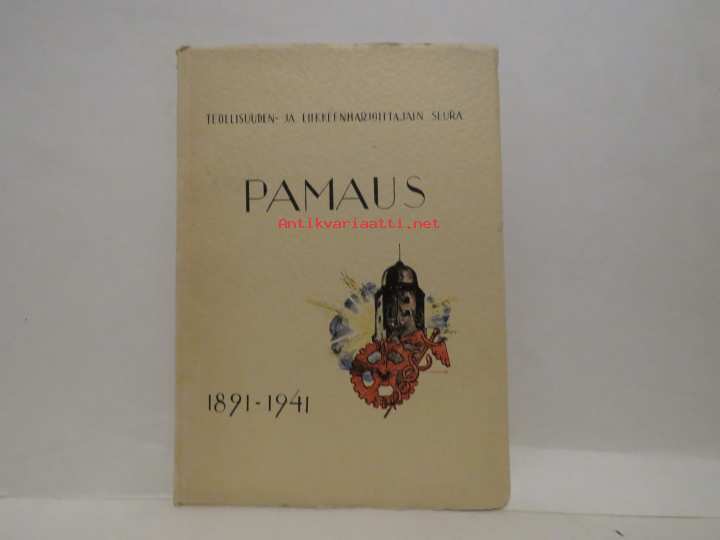 TEOLLISUUDEN- JA LIIKKEENHARJOITTAJAIN SEURA
PAMAUS
Antikvariaatti.net
1891-1941